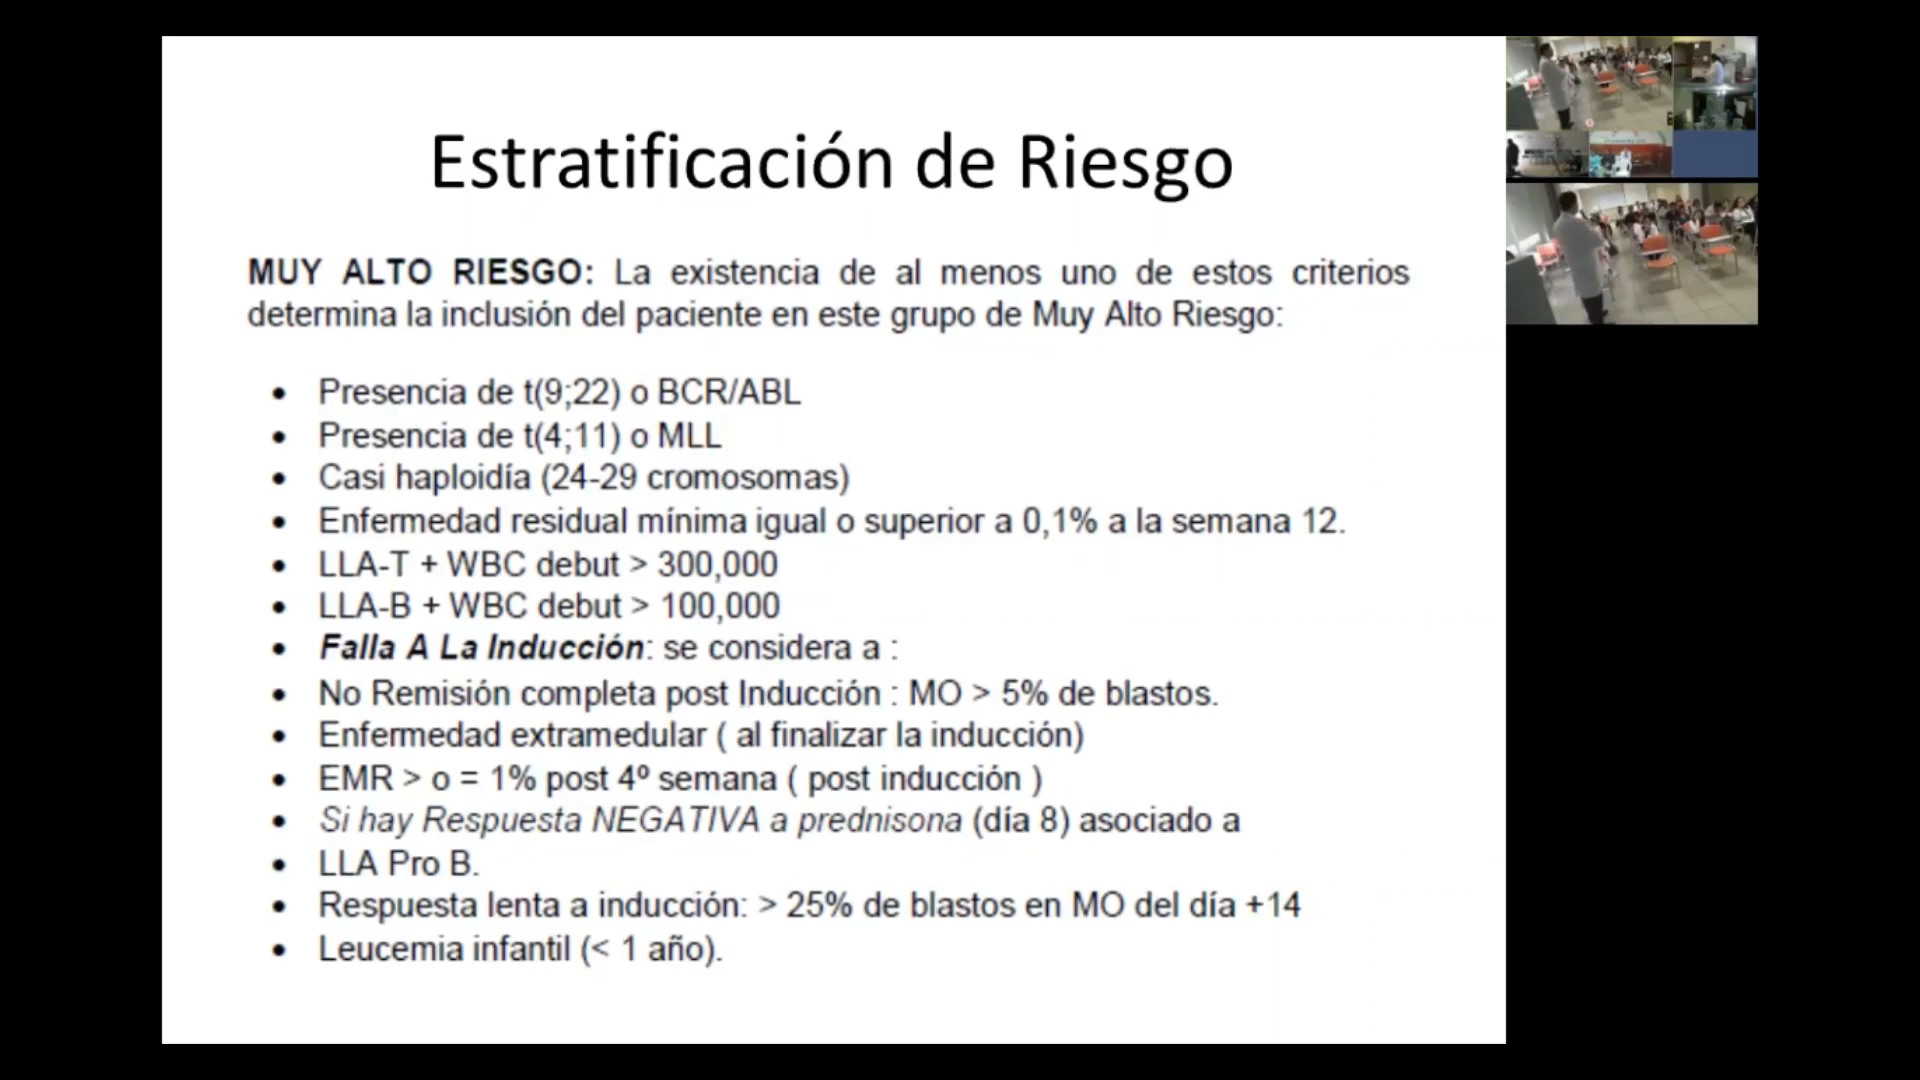 Estratificación de Riesgo
MUY ALTO RIESGO: La existencia de al menos uno de estos criterios
determina la inclusión del paciente en este grupo de Muy Alto Riesgo:
• Presencia de t(9;22) o BCR/ABL
• Presencia de t(4;11) o MLL
• Casi haploidía (24-29 cromosomas)
• Enfermedad residual mínima igual o superior a 0,1% a la semana 12.
• LLA-T + WBC debut > 300,000
• LLA-B + WBC debut > 100,000
• Falla A La Inducción: se considera a :
• No Remisión completa post Inducción : MO > 5% de blastos.
• Enfermedad extramedular ( al finalizar la inducción)
• EMR > o = 1% post 4º semana ( post inducción )
• Si hay Respuesta NEGATIVA a prednisona (día 8) asociado a
• LLA Pro B.
• Respuesta lenta a inducción: > 25% de blastos en MO del día +14
• Leucemia infantil (< 1 año).